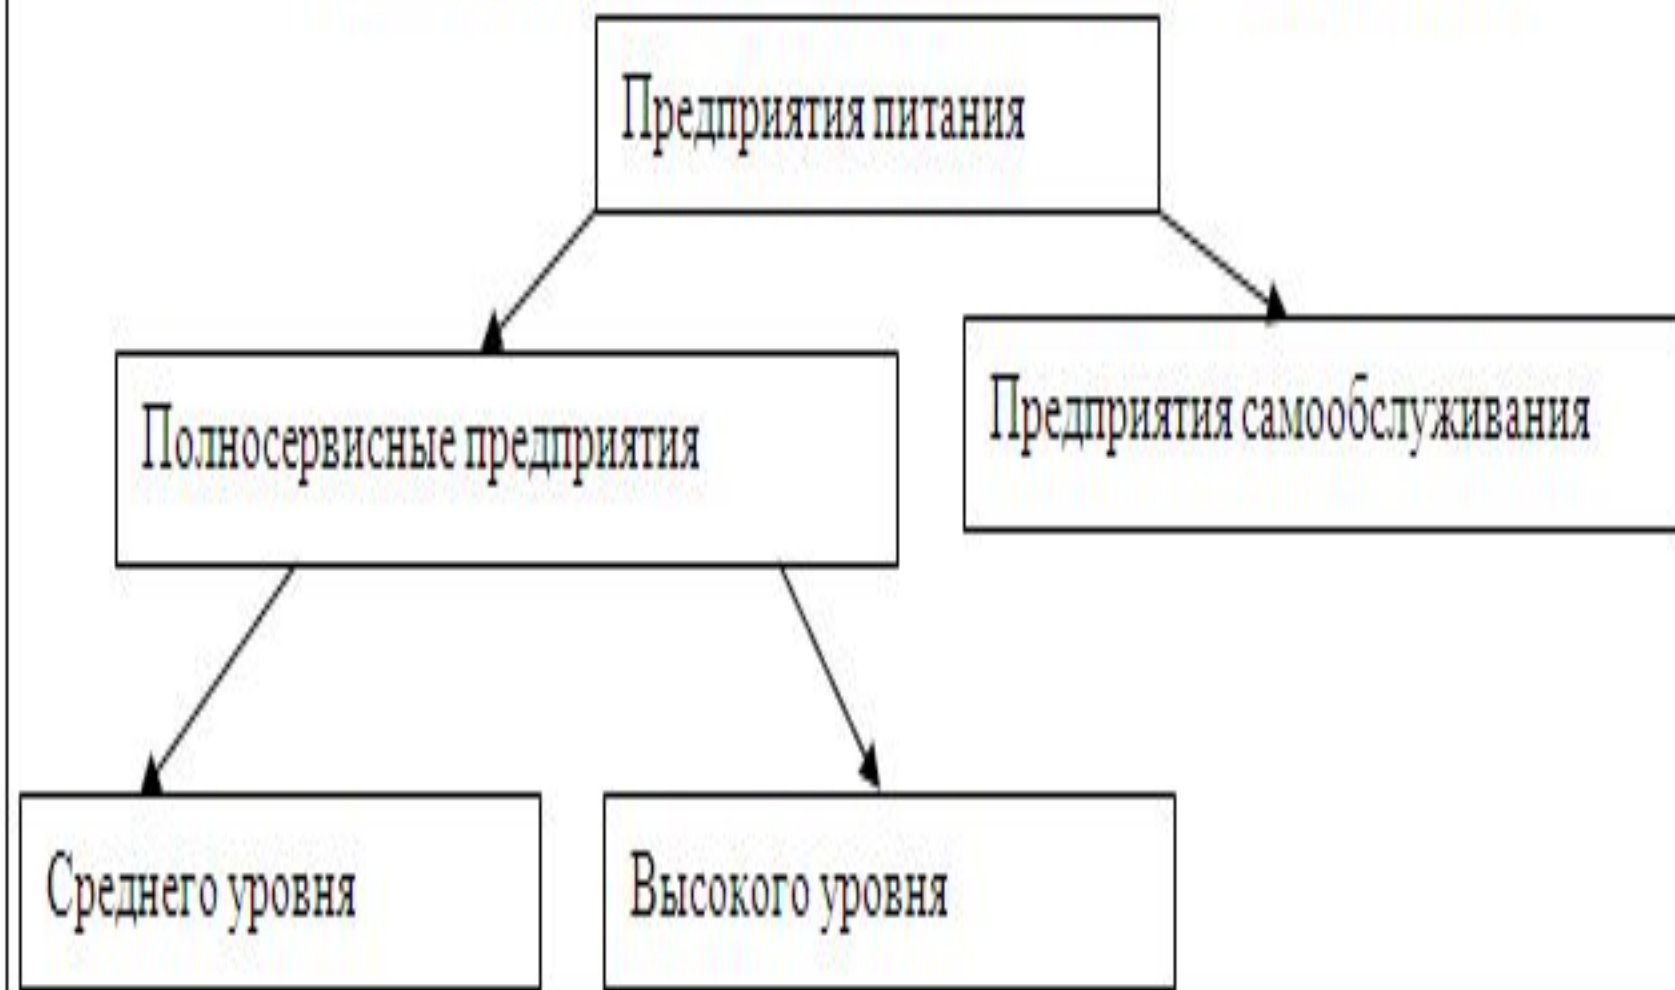 Предприятия питания
Полносервисные предприятия
Предприятия самообслуживания
Среднего уровня
Высокого уровня